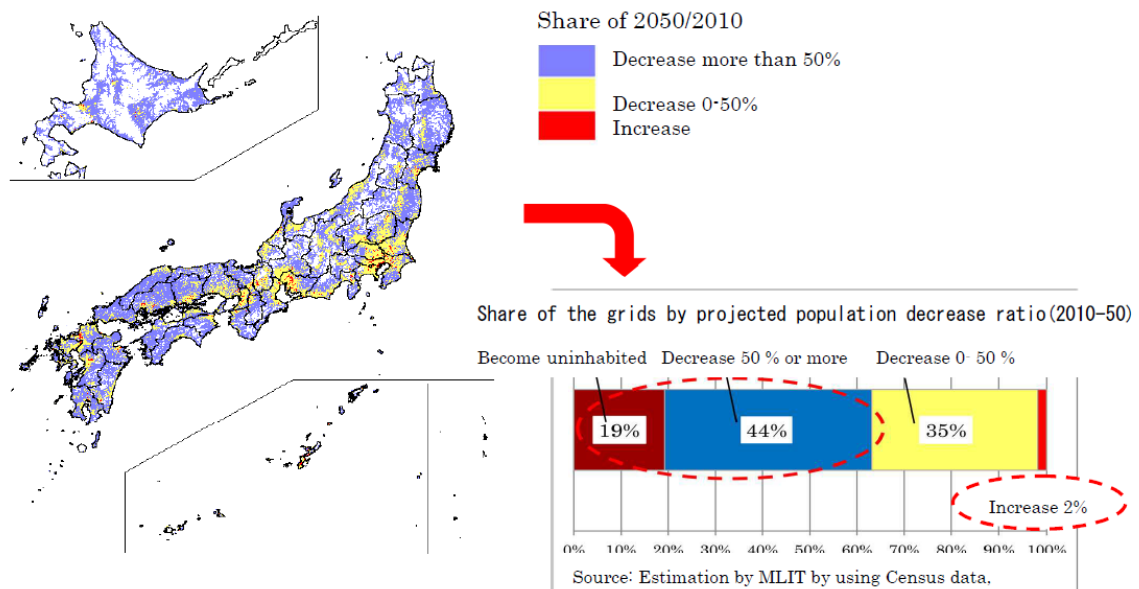 Share of 2050/2010
Decrease more than 50%
Decrease 0-50%
Increase
Share of the grids by projected population decrease ratio(2010-50)
Become uninhabited Decrease 50 % or more Decrease 0- 50 %
19% 44% 35%
Increase 2%
0% 10% 20% 30% 40% 50% 60% 70% 80% 90% 100%
Source: Estimation by MLIT by using Census data,